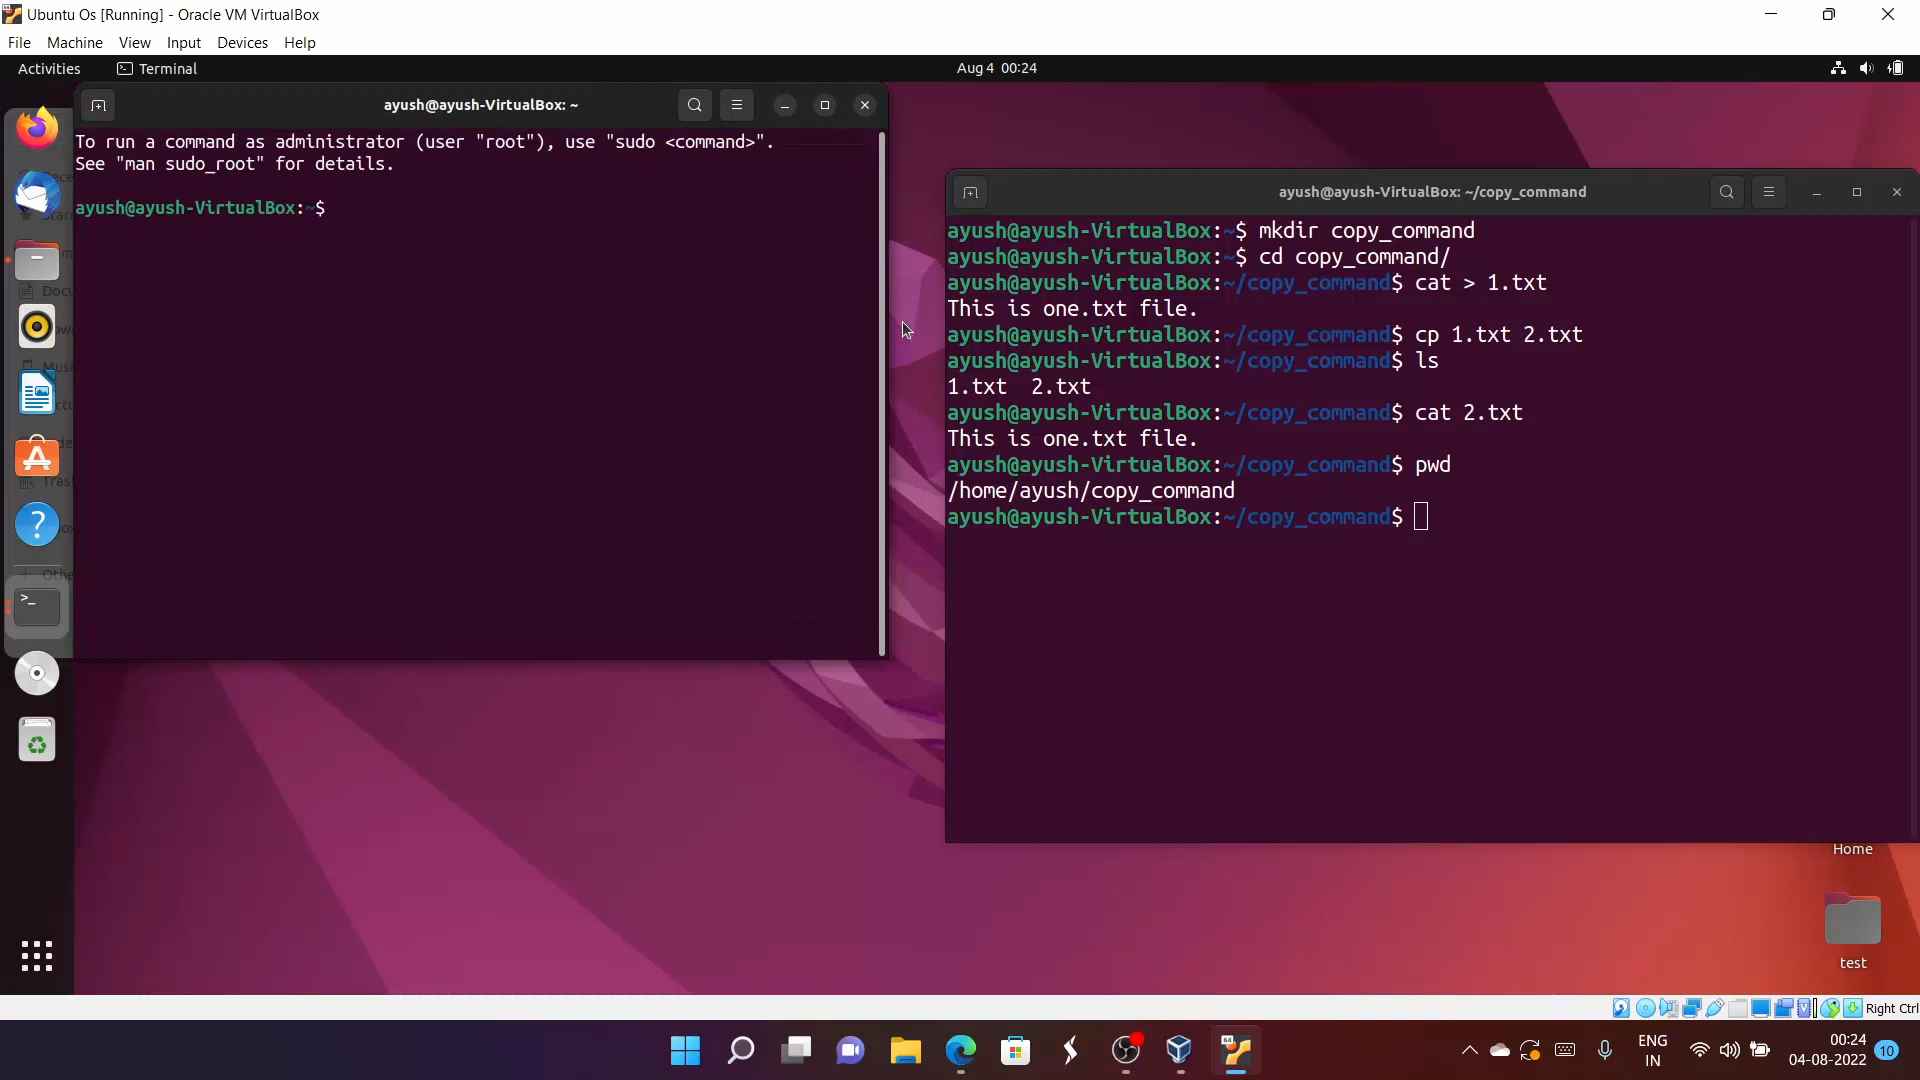 Ubuntu Os [Running] - Oracle VM VirtualBox
File Machine View Input Devices Help
Activities Terminal Aug 4 00:24
ayush@ayush-VirtualBox: ~
To run a command as administrator (user "root"), use "sudo <command>".
See "man sudo_root" for details.
ayush@ayush-VirtualBox:~$
ayush@ayush-VirtualBox: ~/copy_command
ayush@ayush-VirtualBox:~$ mkdir copy_command
ayush@ayush-VirtualBox:~$ cd copy_command/
ayush@ayush-VirtualBox:~/copy_command$ cat > 1.txt
This is one.txt file.
ayush@ayush-VirtualBox:~/copy_command$ cp 1.txt 2.txt
ayush@ayush-VirtualBox:~/copy_command$ ls
1.txt  2.txt
ayush@ayush-VirtualBox:~/copy_command$ cat 2.txt
This is one.txt file.
ayush@ayush-VirtualBox:~/copy_command$ pwd
/home/ayush/copy_command
ayush@ayush-VirtualBox:~/copy_command$
Home
test
Right Ctrl
ENG
IN
00:24
04-08-2022
10